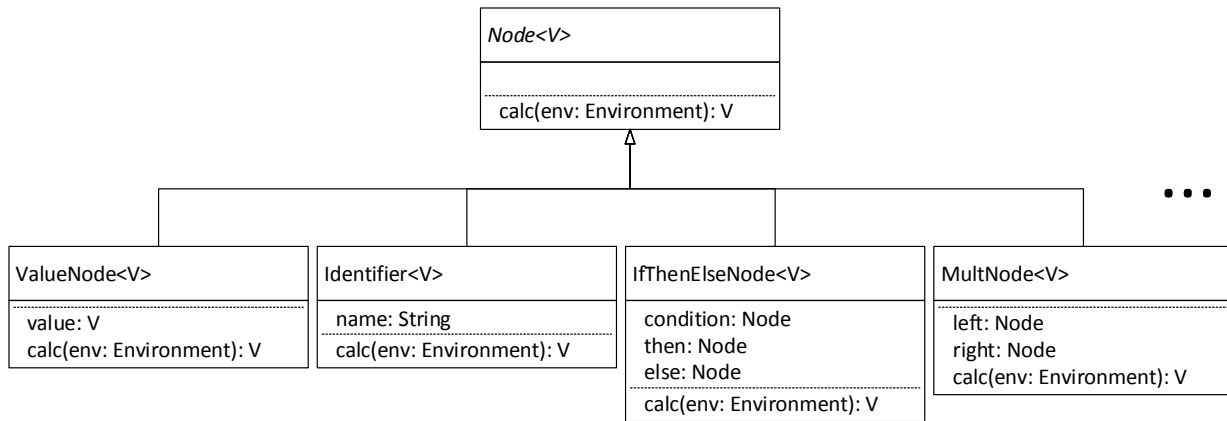 Node<V>
calc(env: Environment): V
...
ValueNode<V>
value: V
calc(env: Environment): V
Identifier<V>
name: String
calc(env: Environment): V
IfThenElseNode<V>
condition: Node
then: Node
else: Node
calc(env: Environment): V
MultNode<V>
left: Node
right: Node
calc(env: Environment): V